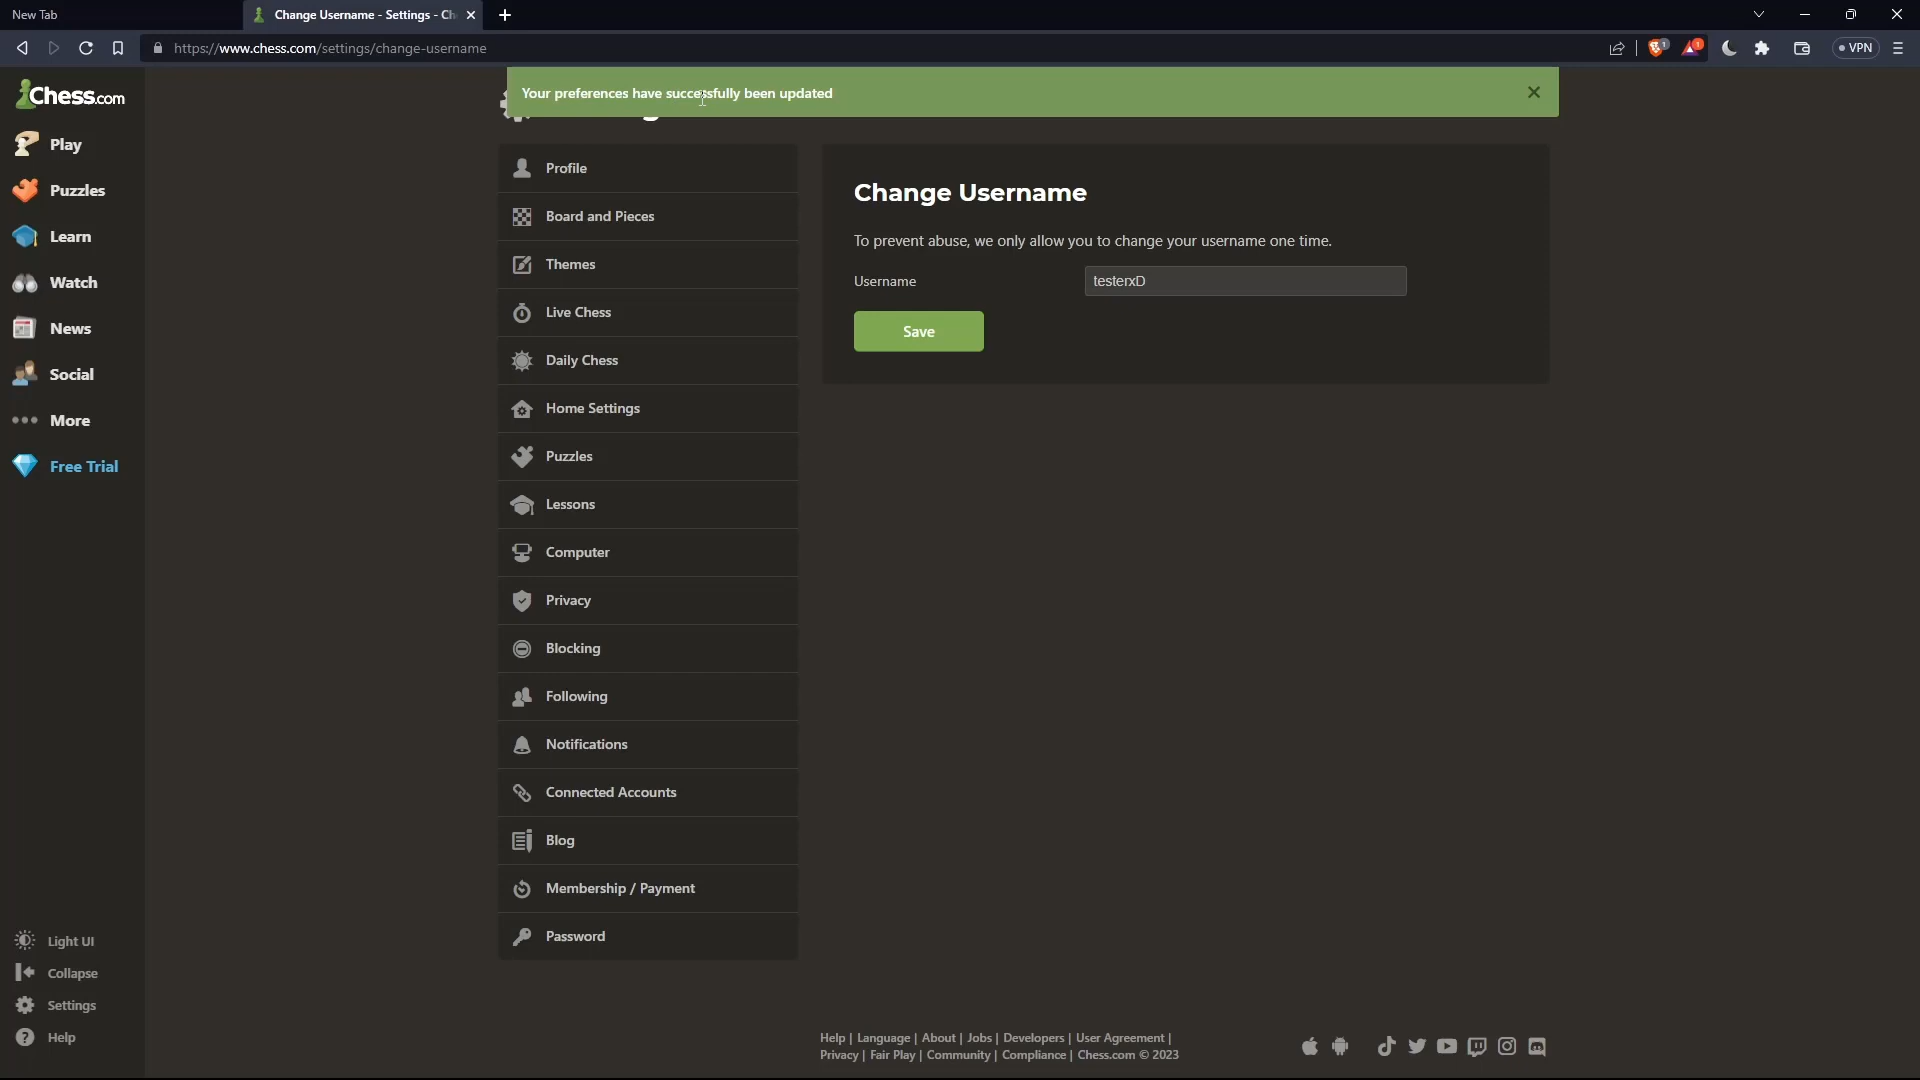 New Tab
Change Username - Settings - Ch
https://www.chess.com/settings/change-username
1
1
VPN
Chess.com
Play
Puzzles
Learn
Watch
News
Social
More
Free Trial
Light UI
Collapse
Settings
Help
Your preferences have successfully been updated
Profile
Board and Pieces
Themes
Live Chess
Daily Chess
Home Settings
Puzzles
Lessons
Computer
Privacy
Blocking
Following
Notifications
Connected Accounts
Blog
Membership / Payment
Password
Change Username
To prevent abuse, we only allow you to change your username one time.
Username
testerxD
Save
Help | Language | About | Jobs | Developers | User Agreement |
Privacy | Fair Play | Community | Compliance | Chess.com © 2023